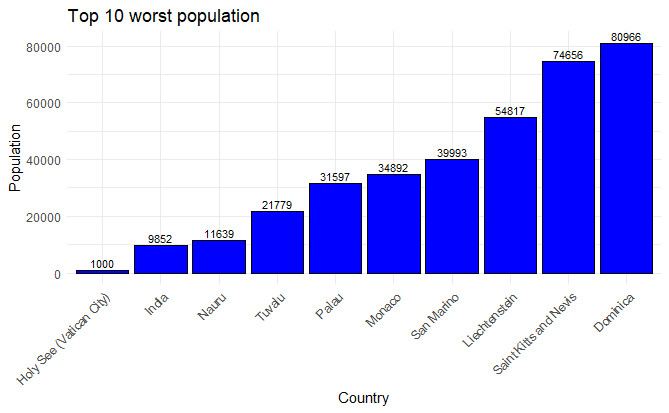 Top 10 worst population
Population
80000
60000
40000
20000
0
1000
9852
11639
21779
31597
34892
39993
54817
74656
80966
Holy See (Vatican City)
India
Nauru
Tuvalu
Palau
Monaco
San Marino
Liechtenstein
Saint Kitts and Nevis
Dominica
Country